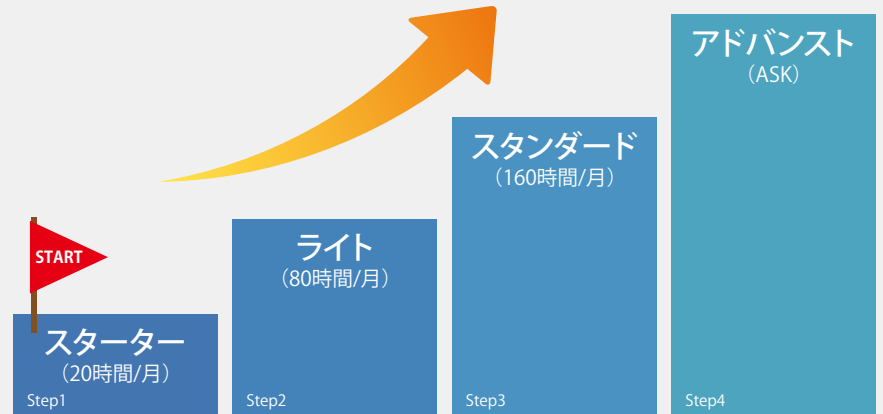 START
スターター
（20時間/月）
Step1
ライト
（80時間/月）
Step2
スタンダード
（160時間/月）
Step3
アドバンスト
（ASK）
Step4